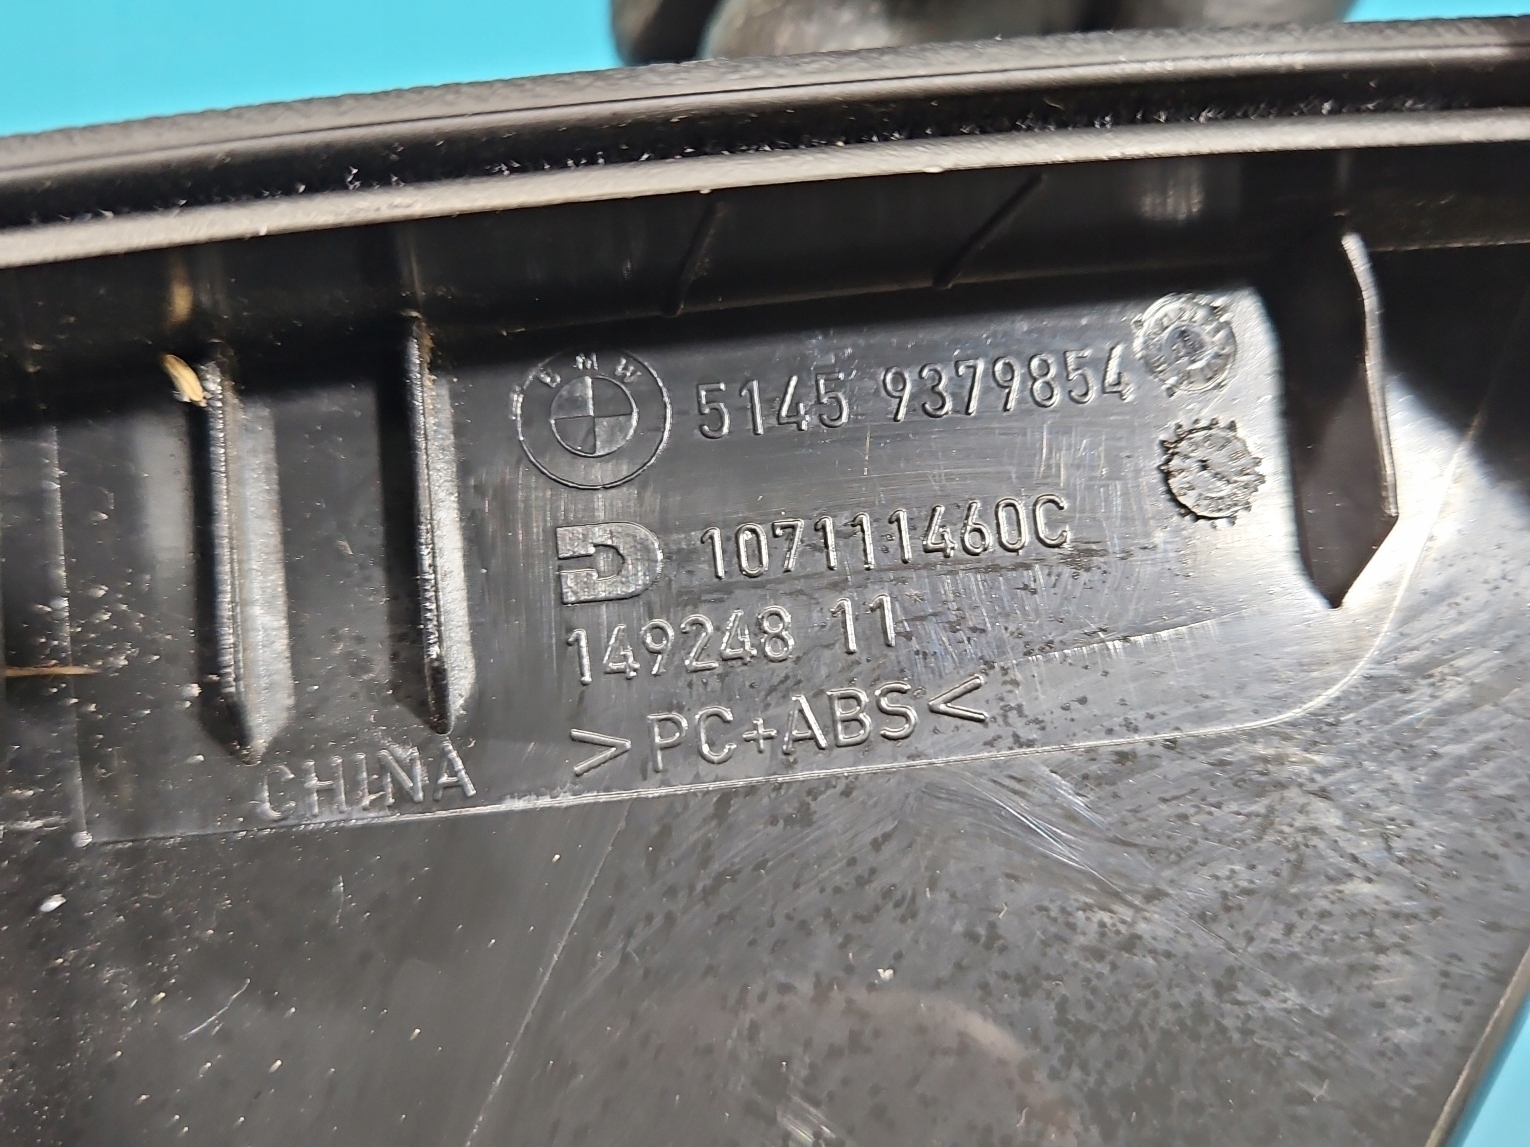 BMW 5145 9379854
107111460C
149248 11
>PC+ABS<
CHINA